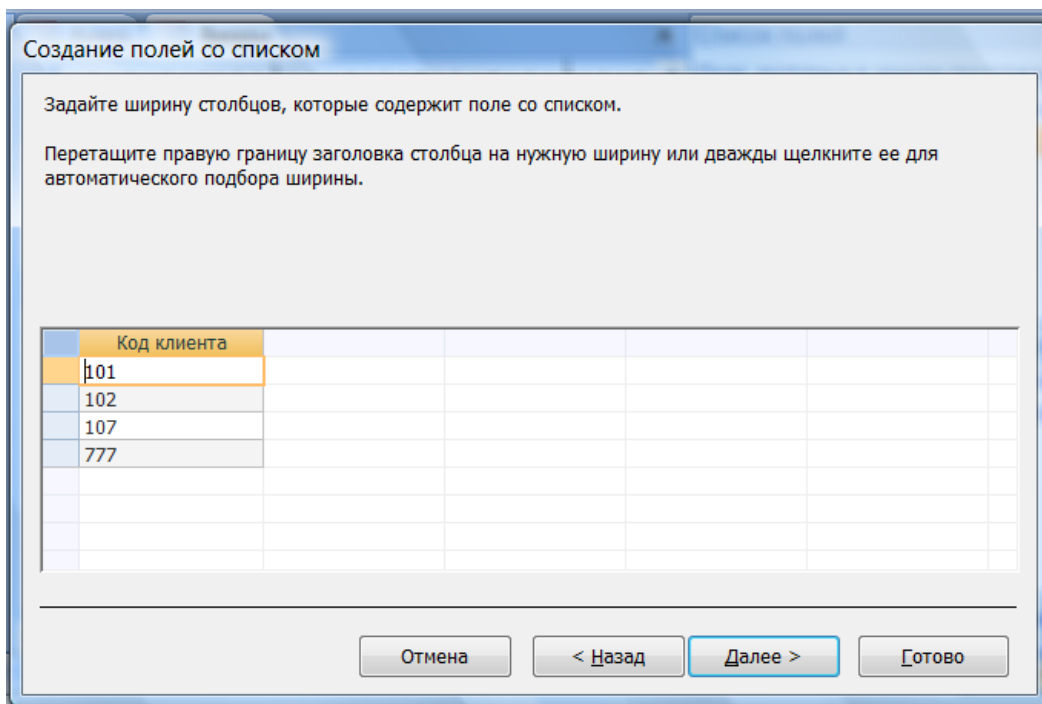 Создание полей со списком
Задайте ширину столбцов, которые содержит поле со списком.
Перетащите правую границу заголовка столбца на нужную ширину или дважды щелкните ее для
автоматического подбора ширины.
Код клиента
101
102
107
777
Отмена
< Назад
Далее >
Готово